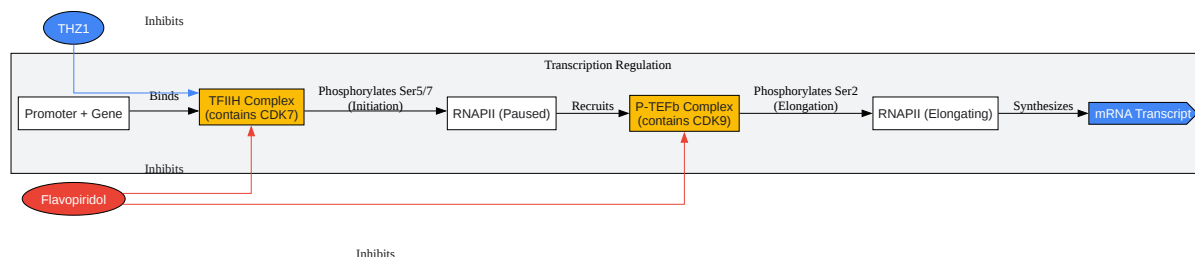 THZ1
Inhibits
Transcription Regulation
Promoter + Gene
Binds
TFIIH Complex
(contains CDK7)
Phosphorylates Ser5/7
(Initiation)
RNAPII (Paused)
Recruits
P-TEFb Complex
(contains CDK9)
Phosphorylates Ser2
(Elongation)
RNAPII (Elongating)
Synthesizes
mRNA Transcript
Inhibits
Flavopiridol
Inhibits